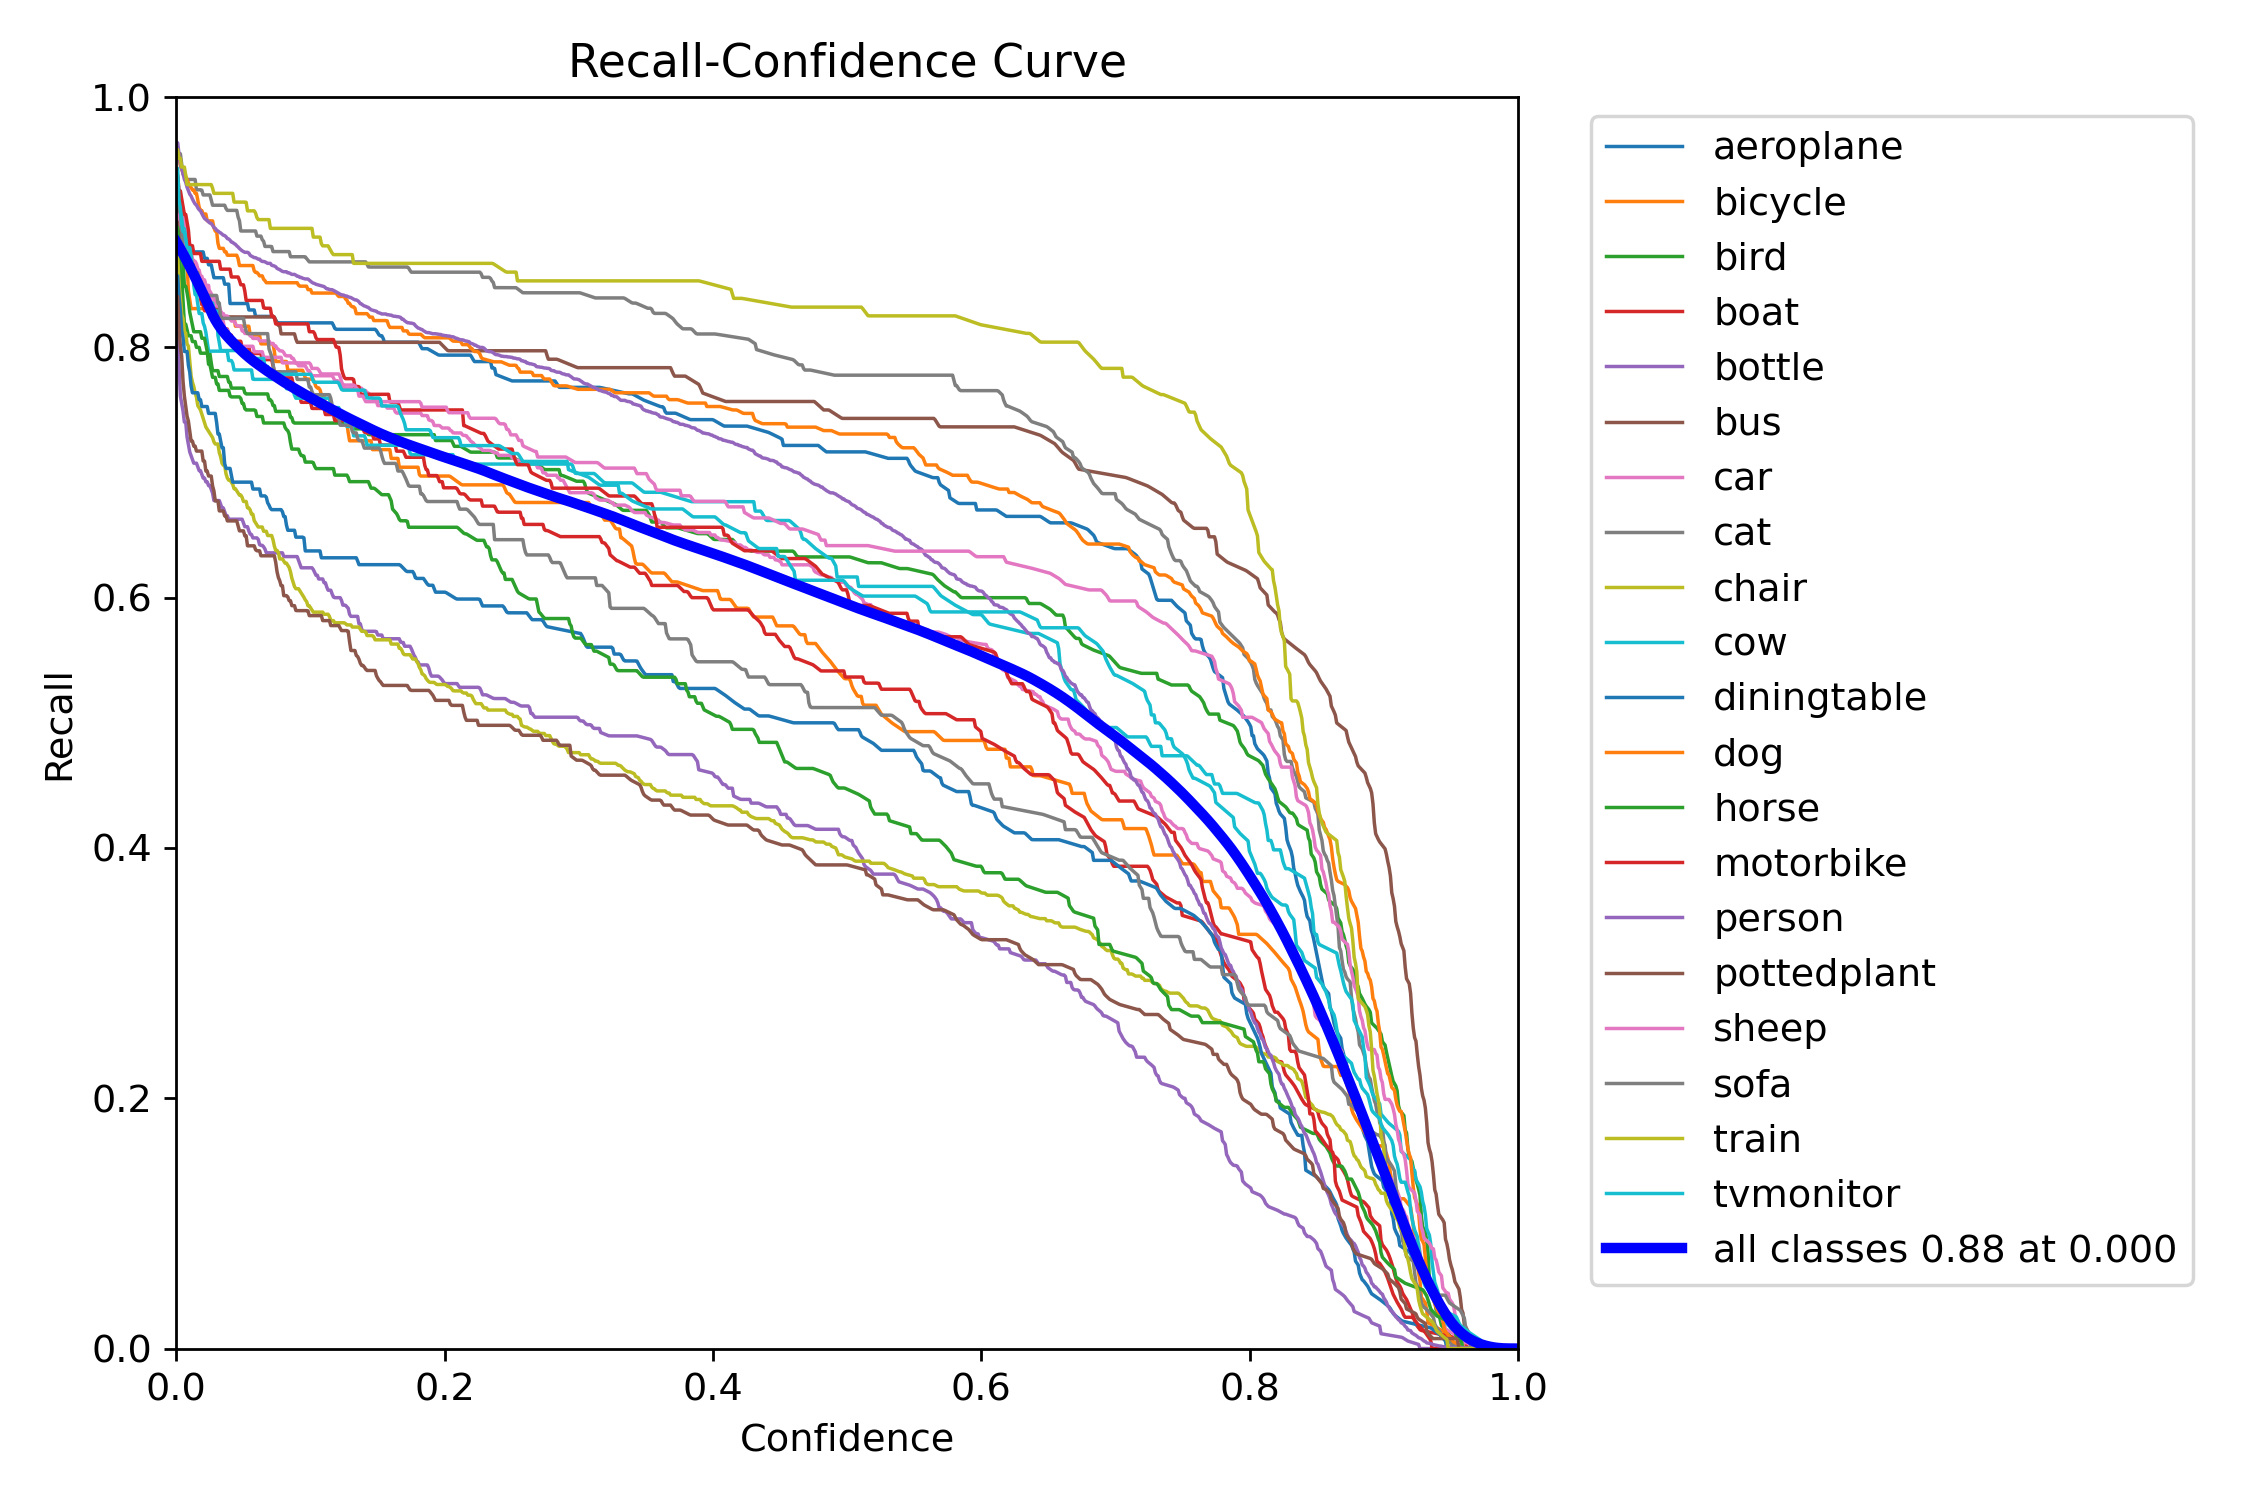 Recall-Confidence Curve
1.0
0.8
0.6
0.4
0.2
0.0
Recall
0.0 0.2 0.4 0.6 0.8 1.0
Confidence
aeroplane
bicycle
bird
boat
bottle
bus
car
cat
chair
cow
diningtable
dog
horse
motorbike
person
pottedplant
sheep
sofa
train
tvmonitor
all classes 0.88 at 0.000